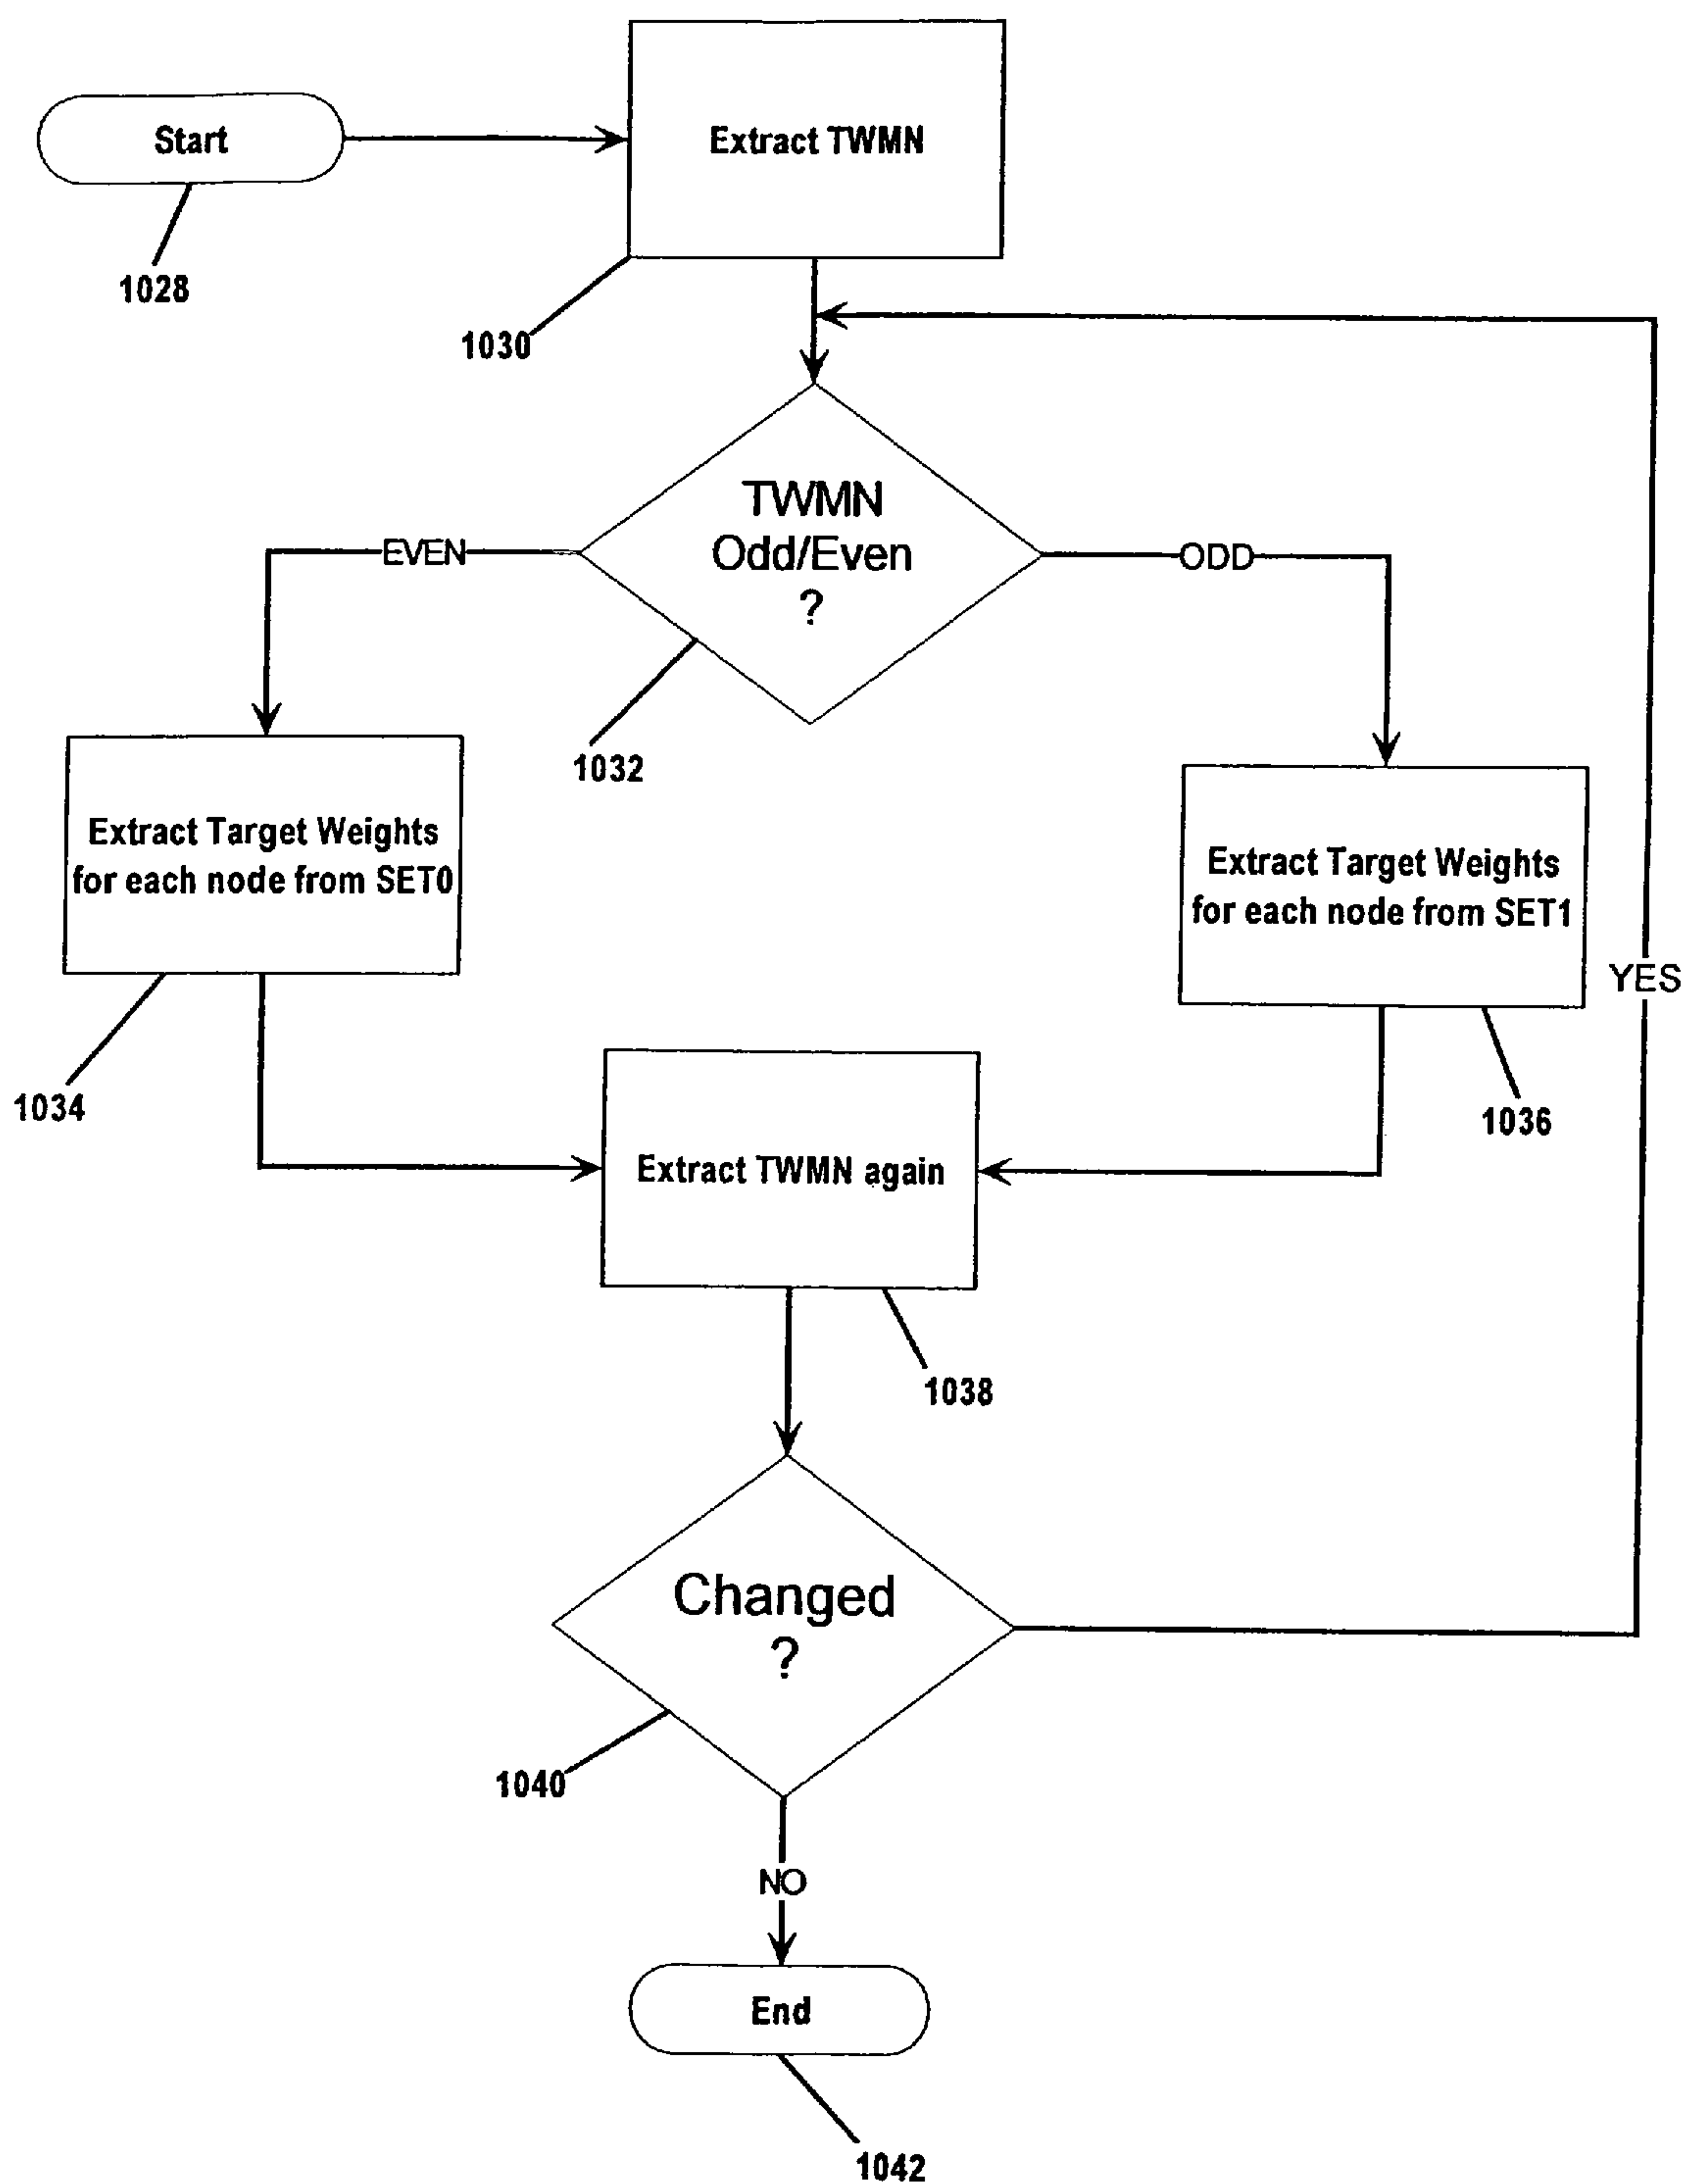 Start
Extract TWMN
1028
1030
TWMN
Odd/Even
?
EVEN
ODD
1032
Extract Target Weights
for each node from SET0
Extract Target Weights
for each node from SET1
YES
1034
1036
Extract TWMN again
1038
Changed
?
1040
NO
End
1042